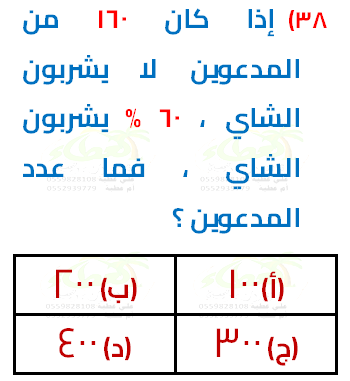 ٣٨) إذا كان ١٦٠ من
المدعوين لا يشربون
الشاي ، ٦٠ % يشربون
الشاي ، فما عدد
المدعوين ؟
(أ) ١٠٠ (ب) ٢٠٠
(ج) ٣٠٠ (د) ٤٠٠